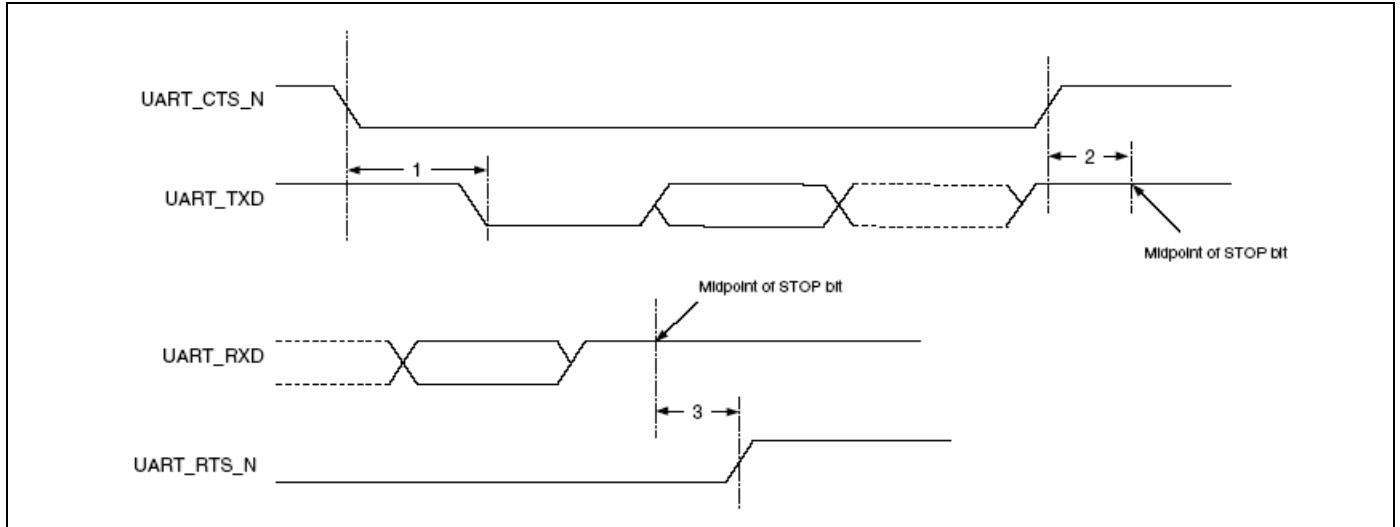 UART_CTS_N
1
2
UART_TXD
Midpoint of STOP bit
Midpoint of STOP bit
UART_RXD
3
UART_RTS_N